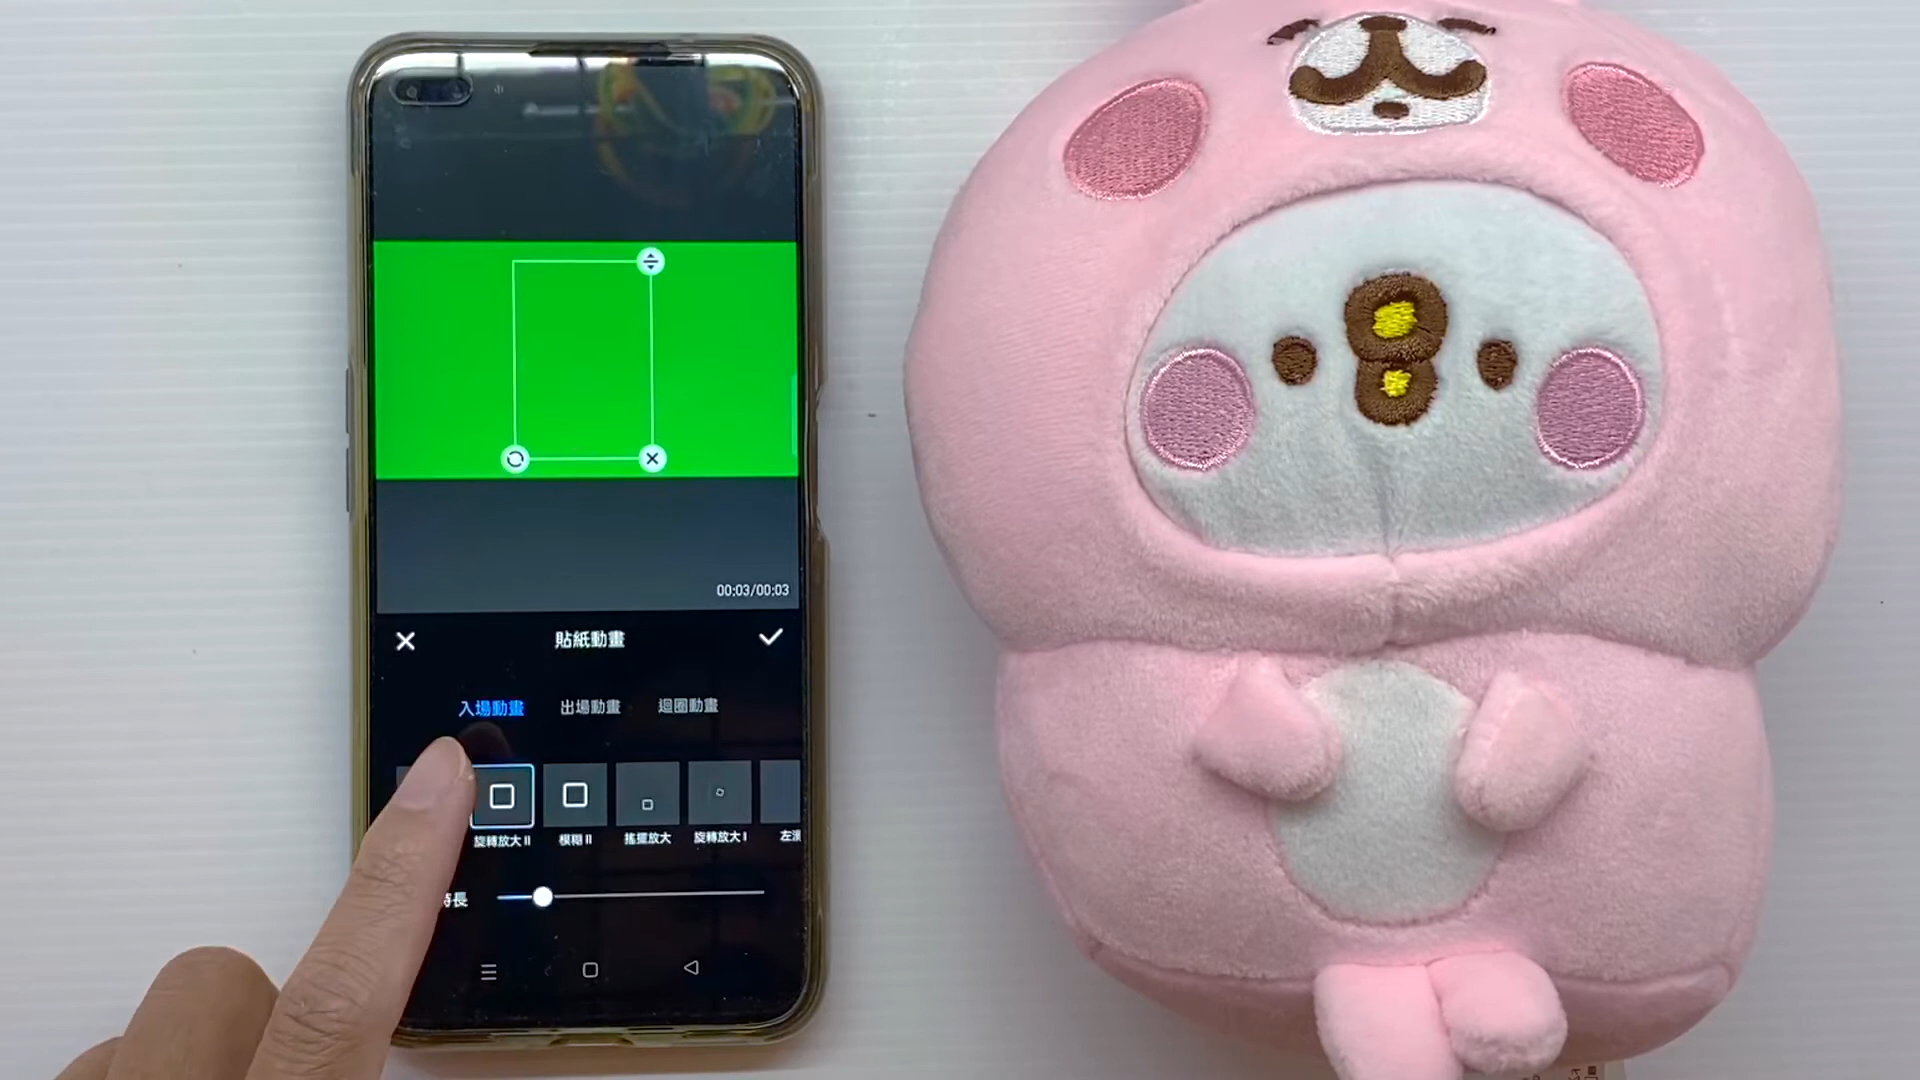 00:03/00:03
貼紙動畫
入場動畫 出場動畫 迴圈動畫
旋轉放大 II 模糊 II 搖擺放大 旋轉放大 I 左滑
時長